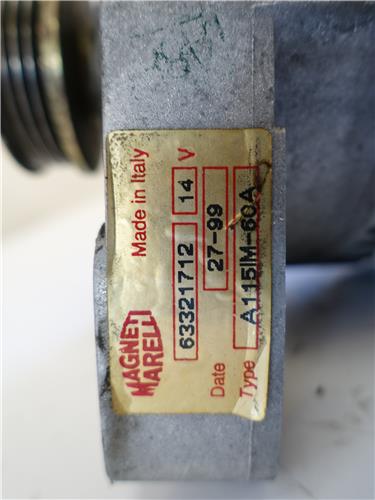 MAGNETI
MARELLI
Made in Italy
63321712 14 V
Date 27-99
Type A115IM-60A